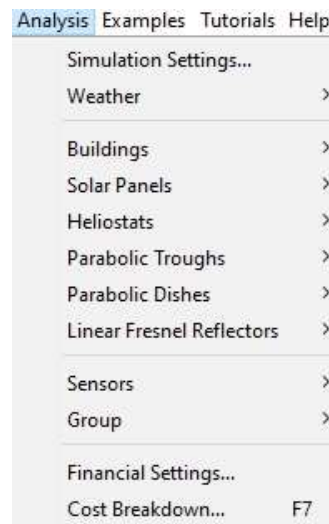 Analysis Examples Tutorials Help
Simulation Settings...
Weather >
Buildings >
Solar Panels >
Heliostats >
Parabolic Troughs >
Parabolic Dishes >
Linear Fresnel Reflectors >
Sensors >
Group >
Financial Settings...
Cost Breakdown... F7